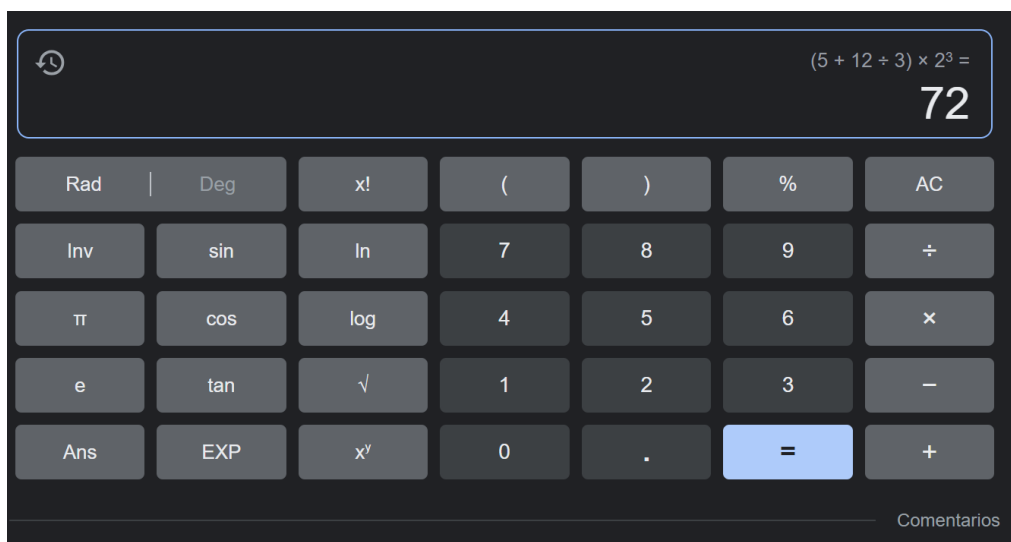 (5 + 12 ÷ 3) × 2³ =
72
Rad | Deg x! ( ) % AC
Inv sin ln 7 8 9 ÷
π cos log 4 5 6 ×
e tan √ 1 2 3 −
Ans EXP xʸ 0 . = +
Comentarios